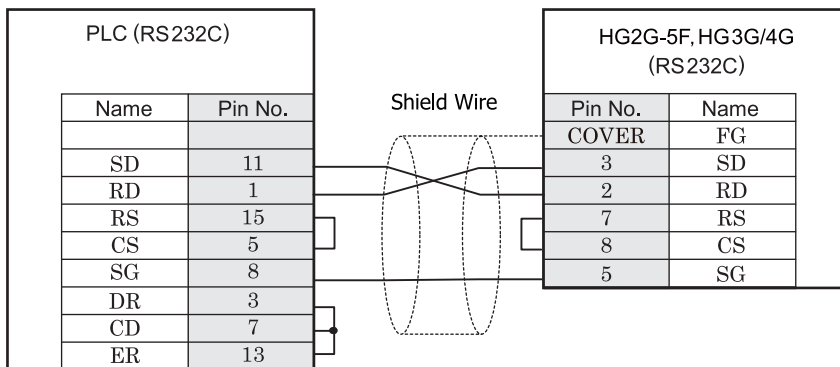 PLC (RS232C)
HG2G-5F, HG3G/4G
(RS232C)
Shield Wire
Name Pin No.
SD 11
RD 1
RS 15
CS 5
SG 8
DR 3
CD 7
ER 13
Pin No. Name
COVER FG
3 SD
2 RD
7 RS
8 CS
5 SG